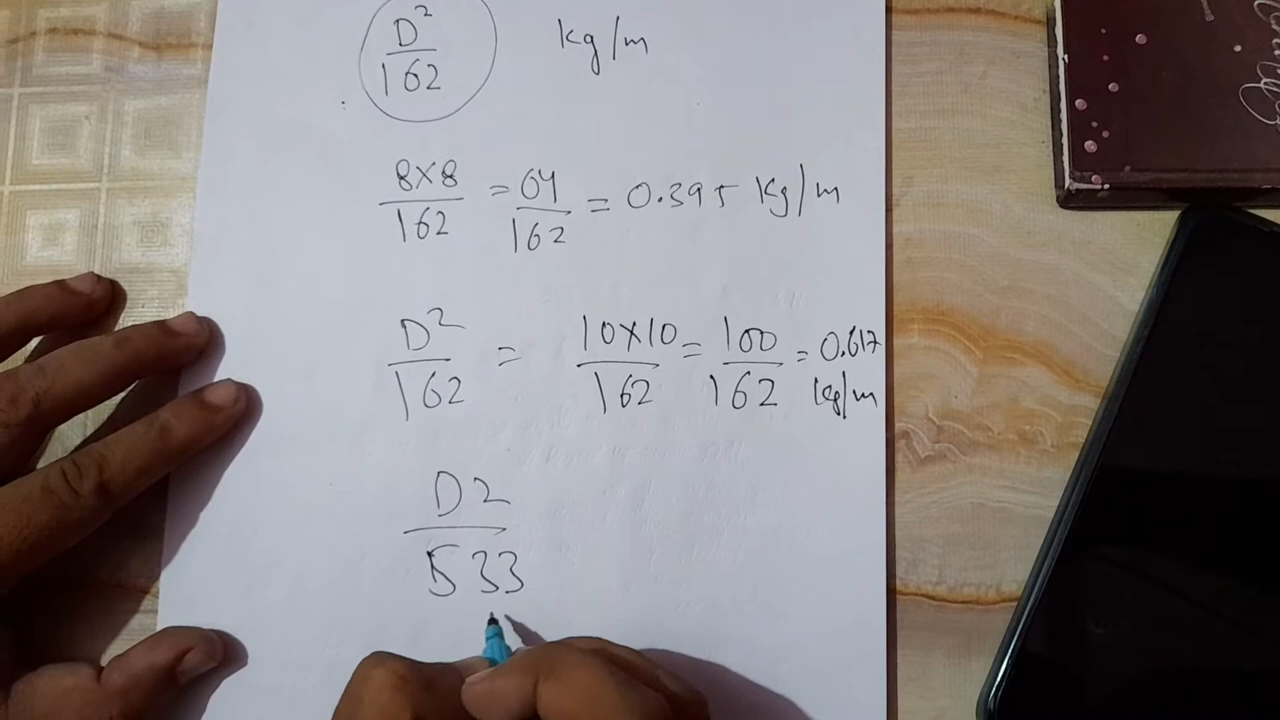 D²
162
kg/m
8×8
162
= 64
162
= 0.395 kg/m
D²
162
=
10×10
162
= 100
162
= 0.617
kg/m
D2
533